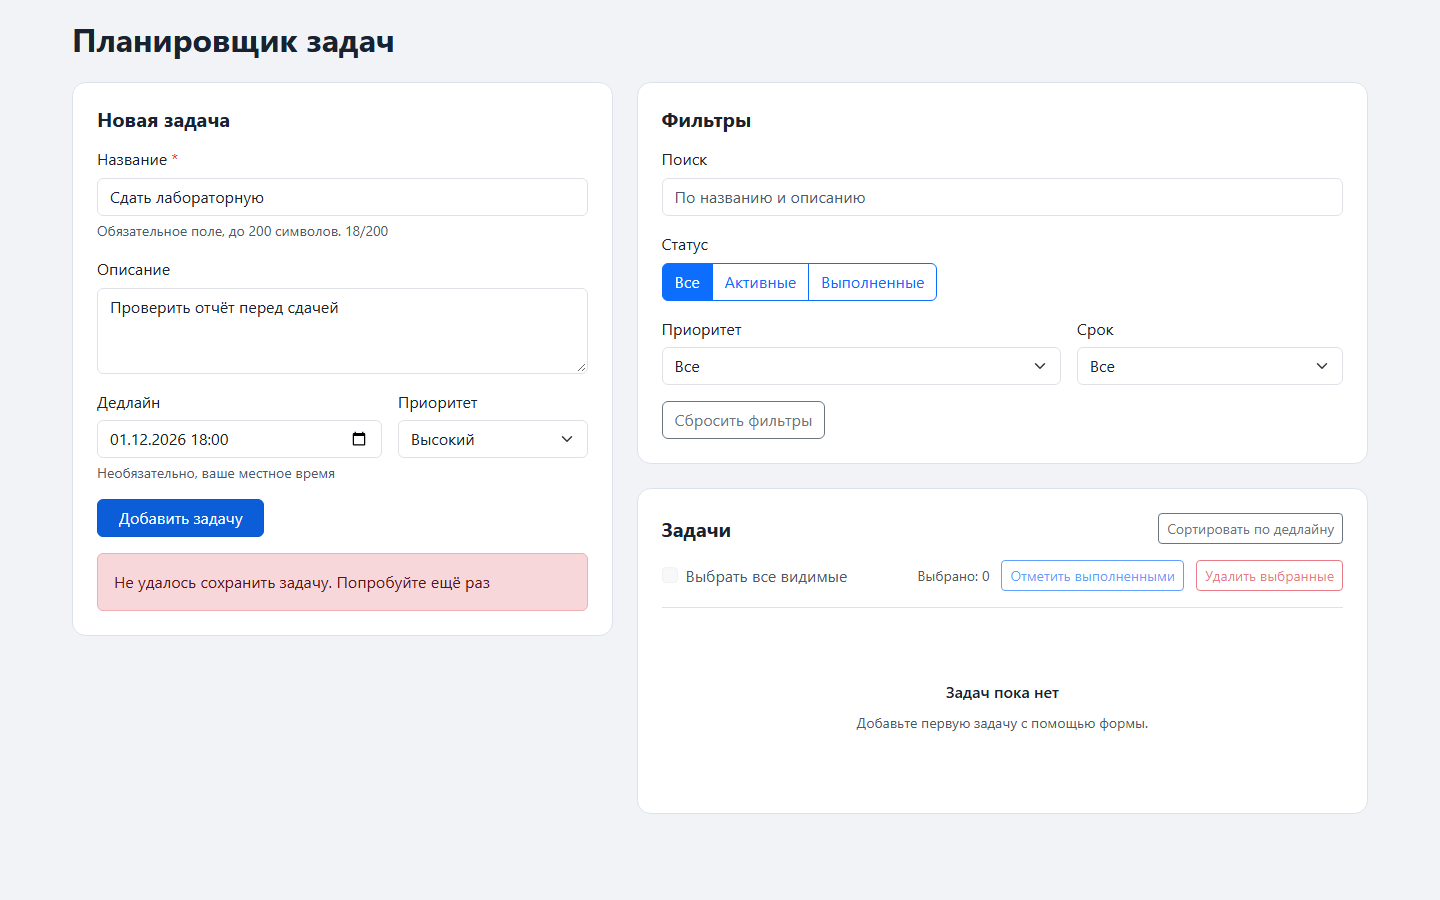 Планировщик задач
Новая задача
Название *
Сдать лабораторную
Обязательное поле, до 200 символов. 18/200
Описание
Проверить отчёт перед сдачей
Дедлайн
Приоритет
01.12.2026 18:00
Высокий
Необязательно, ваше местное время
Добавить задачу
Не удалось сохранить задачу. Попробуйте ещё раз
Фильтры
Поиск
По названию и описанию
Статус
Все
Активные
Выполненные
Приоритет
Срок
Все
Все
Сбросить фильтры
Задачи
Сортировать по дедлайну
Выбрать все видимые
Выбрано: 0
Отметить выполненными
Удалить выбранные
Задач пока нет
Добавьте первую задачу с помощью формы.